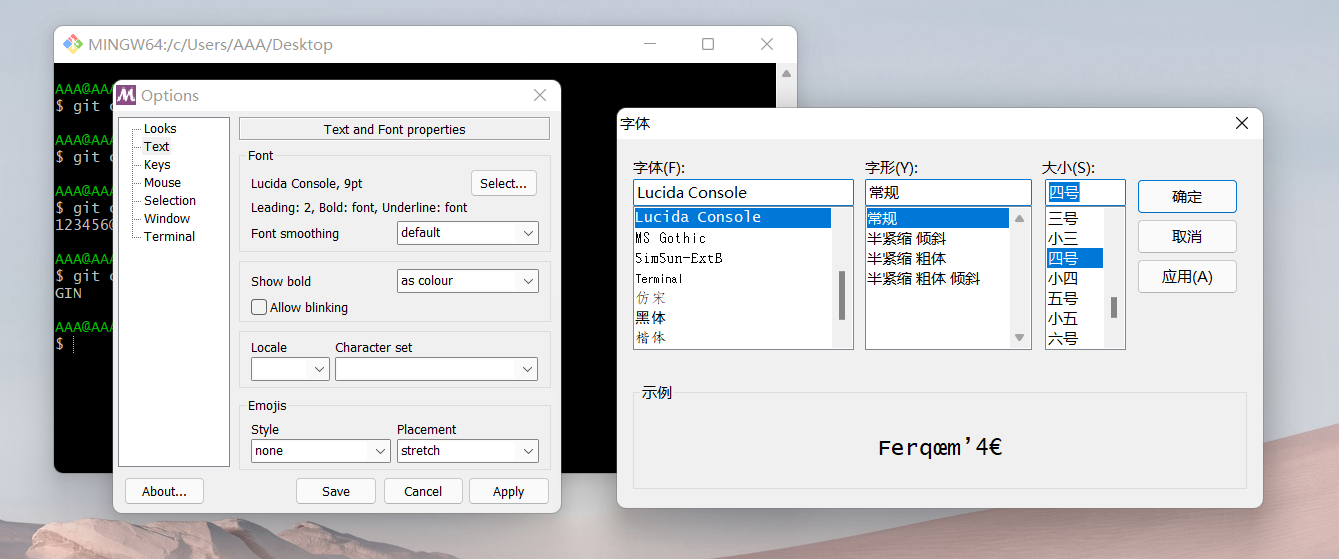 MINGW64:/c/Users/AAA/Desktop
AAA@AAA
$ git c
AAA@AAA
$ git c
AAA@AAA
$ git c
123456@
AAA@AAA
$ git c
GIN
AAA@AAA
$
Options
Looks
Text
Keys
Mouse
Selection
Window
Terminal
Text and Font properties
Font
Lucida Console, 9pt
Select...
Leading: 2, Bold: font, Underline: font
Font smoothing
default
Show bold
as colour
Allow blinking
Locale
Character set
Emojis
Style
Placement
none
stretch
About...
Save
Cancel
Apply
字体
字体(F):
Lucida Console
Lucida Console
MS Gothic
SimSun-ExtB
Terminal
仿宋
黑体
楷体
字形(Y):
常规
常规
半紧缩 倾斜
半紧缩 粗体
半紧缩 粗体 倾斜
大小(S):
四号
三号
小三
四号
小四
五号
小五
六号
确定
取消
应用(A)
示例
Ferqœm’4€